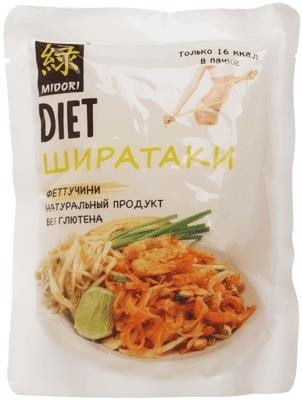 Только 16 ккал
в пачке
緑
MIDORI
DIET
ШИРАТАКИ
ФЕТТУЧИНИ
НАТУРАЛЬНЫЙ ПРОДУКТ
БЕЗ ГЛЮТЕНА